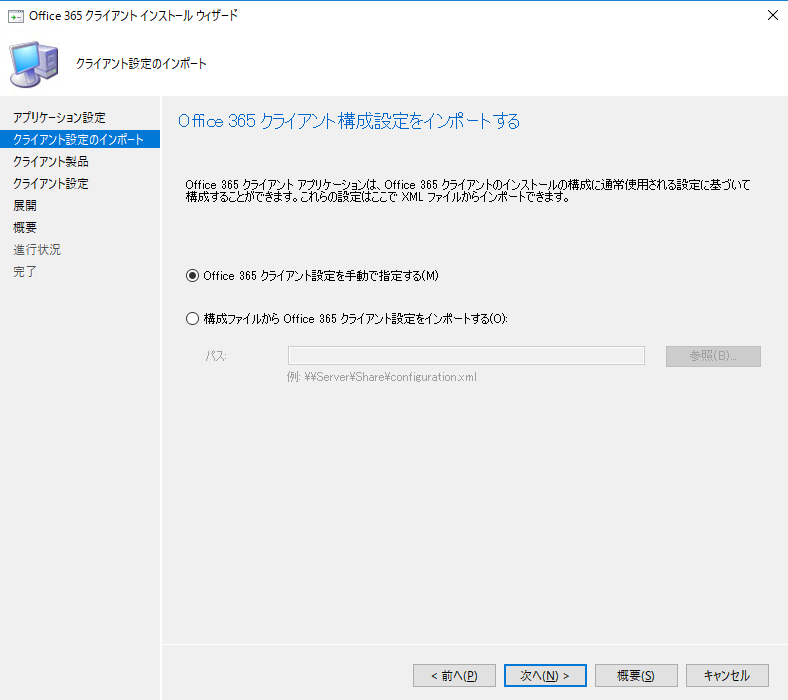 Office 365 クライアント インストール ウィザード
クライアント設定のインポート
アプリケーション設定
クライアント設定のインポート
クライアント製品
クライアント設定
展開
概要
進行状況
完了
Office 365 クライアント構成設定をインポートする
Office 365 クライアント アプリケーションは、Office 365 クライアントのインストールの構成に通常使用される設定に基づいて
構成することができます。これらの設定はここで XML ファイルからインポートできます。
Office 365 クライアント設定を手動で指定する(M)
構成ファイルから Office 365 クライアント設定をインポートする(O):
パス:
参照(B)...
例: ¥¥Server¥Share¥configuration.xml
< 前へ(P)
次へ(N) >
概要(S)
キャンセル